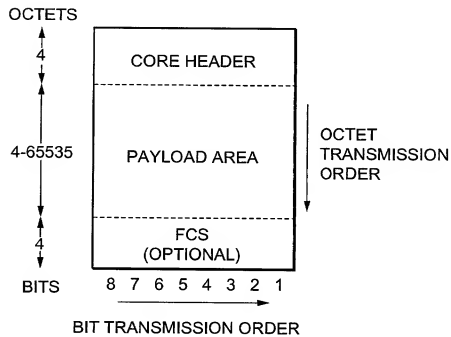 OCTETS
4
CORE HEADER
4-65535
PAYLOAD AREA
OCTET
TRANSMISSION
ORDER
4
FCS
(OPTIONAL)
BITS
8 7 6 5 4 3 2 1
BIT TRANSMISSION ORDER